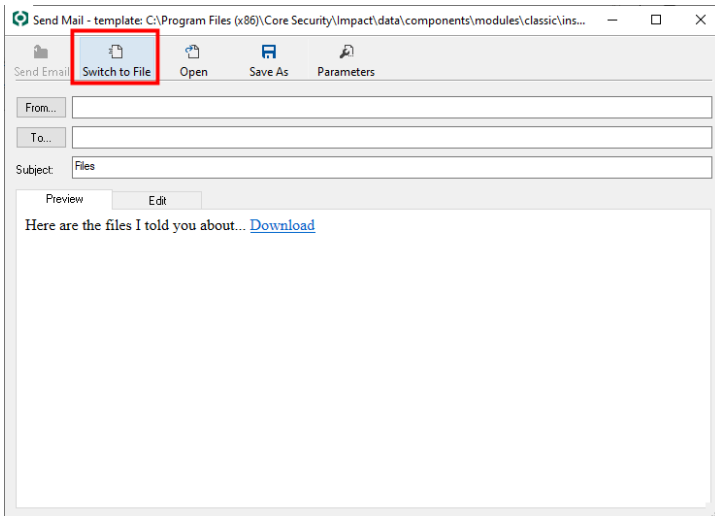 Send Mail - template: C:\Program Files (x86)\Core Security\Impact\data\components\modules\classic\ins...
Send Email Switch to File Open Save As Parameters
From...
To...
Subject: Files
Preview Edit
Here are the files I told you about... Download